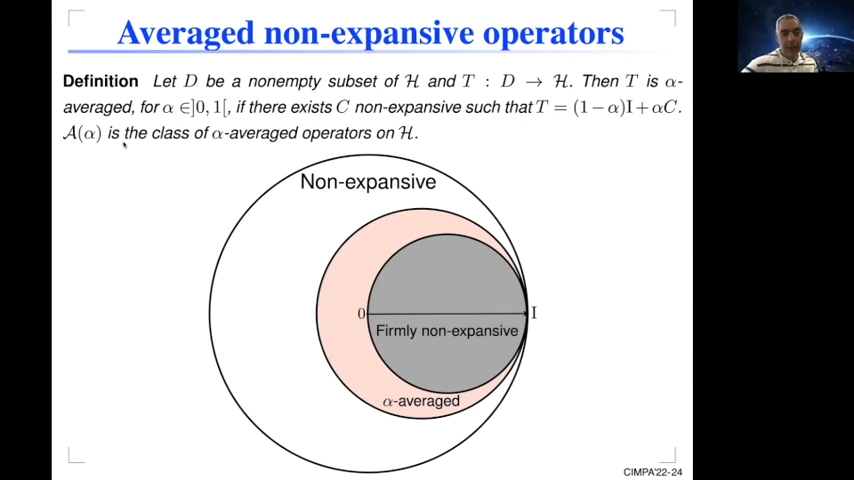 Averaged non-expansive operators
Definition Let D be a nonempty subset of ℋ and T : D → ℋ. Then T is α-
averaged, for α ∈]0, 1[, if there exists C non-expansive such that T = (1−α)I+αC.
𝒜(α) is the class of α-averaged operators on ℋ.
Non-expansive
0
I
Firmly non-expansive
α-averaged
CIMPA'22-24